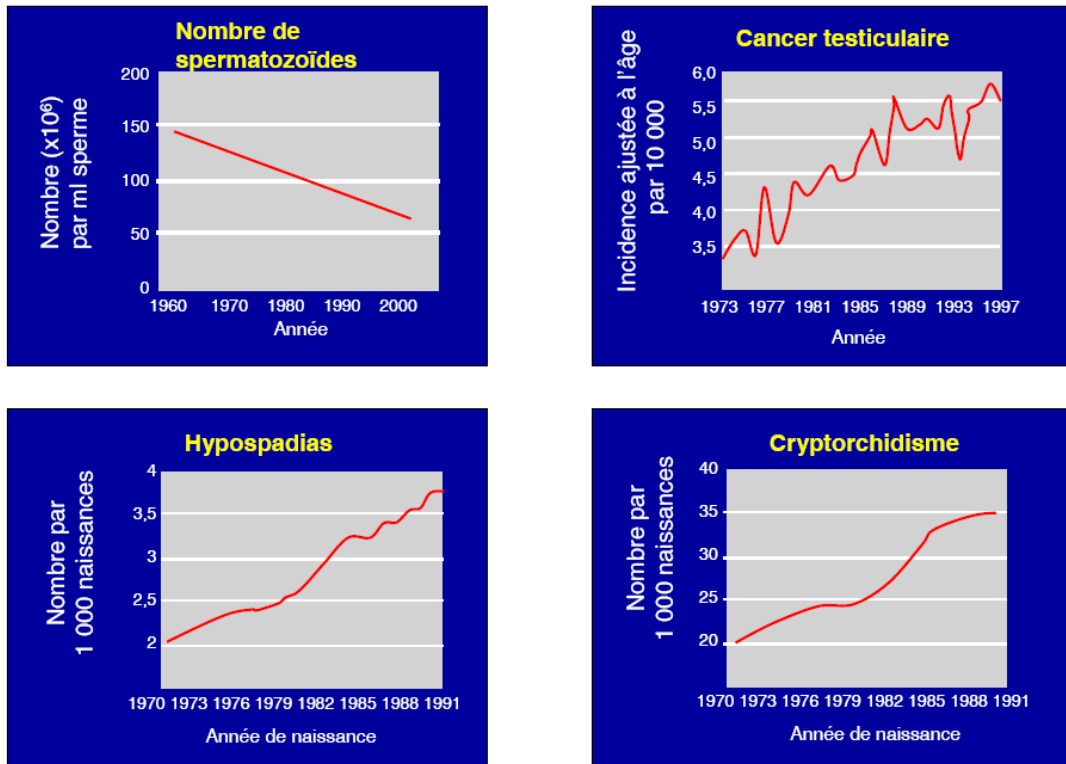 Nombre de
spermatozoïdes
Nombre (x10⁶)
par ml sperme
200
150
100
50
0
1960 1970 1980 1990 2000
Année
Cancer testiculaire
Incidence ajustée à l'âge
par 10 000
6,0
5,5
5,0
4,5
4,0
3,5
1973 1977 1981 1985 1989 1993 1997
Année
Hypospadias
Nombre par
1 000 naissances
4
3,5
3
2,5
2
1970 1973 1976 1979 1982 1985 1988 1991
Année de naissance
Cryptorchidisme
Nombre par
1 000 naissances
40
35
30
25
20
1970 1973 1976 1979 1982 1985 1988 1991
Année de naissance